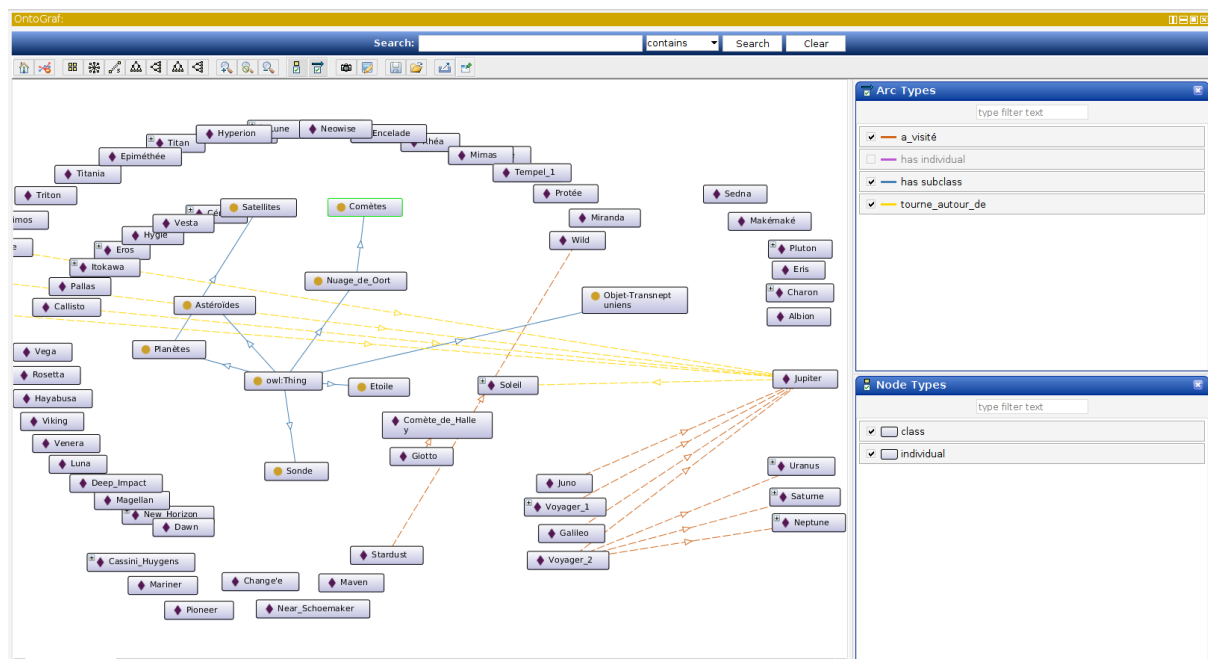 OntoGraf:
Search:
contains
Search
Clear
Arc Types
type filter text
a_visité
has individual
has subclass
tourne_autour_de
Node Types
type filter text
class
individual
Titan
Hyperion
Lune
Neowise
Encelade
Epiméthée
Mimas
Titania
Tempel_1
Triton
Protée
Sedna
Satellites
Comètes
Vesta
Miranda
Makémaké
Hygie
Wild
Eros
Pluton
Itokawa
Eris
Pallas
Nuage_de_Oort
Charon
Callisto
Astéroïdes
Objet-Transnept
uniens
Albion
Vega
Planètes
Rosetta
owl:Thing
Etoile
Soleil
Jupiter
Hayabusa
Viking
Comète_de_Halle
y
Venera
Giotto
Luna
Sonde
Uranus
Deep_Impact
Juno
Magellan
Voyager_1
Saturne
New_Horizon
Dawn
Galileo
Neptune
Cassini_Huygens
Stardust
Voyager_2
Mariner
Change'e
Maven
Pioneer
Near_Schoemaker